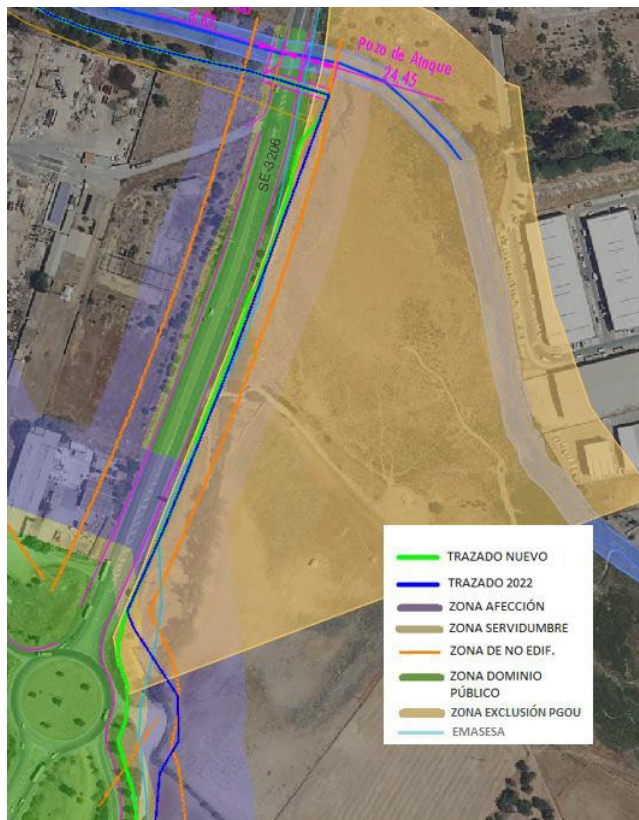 Pozo de Ataque
24.45
SE-3206
TRAZADO NUEVO
TRAZADO 2022
ZONA AFECCIÓN
ZONA SERVIDUMBRE
ZONA DE NO EDIF.
ZONA DOMINIO
PÚBLICO
ZONA EXCLUSIÓN PGOU
EMASESA